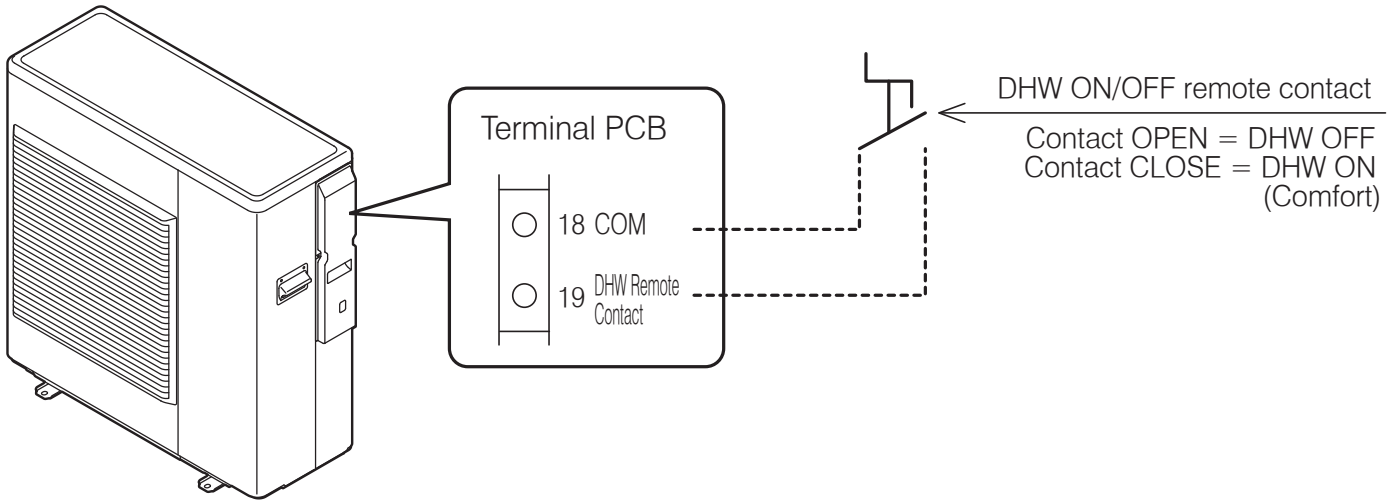 Terminal PCB
18 COM
19 DHW Remote
Contact
DHW ON/OFF remote contact
Contact OPEN = DHW OFF
Contact CLOSE = DHW ON
(Comfort)